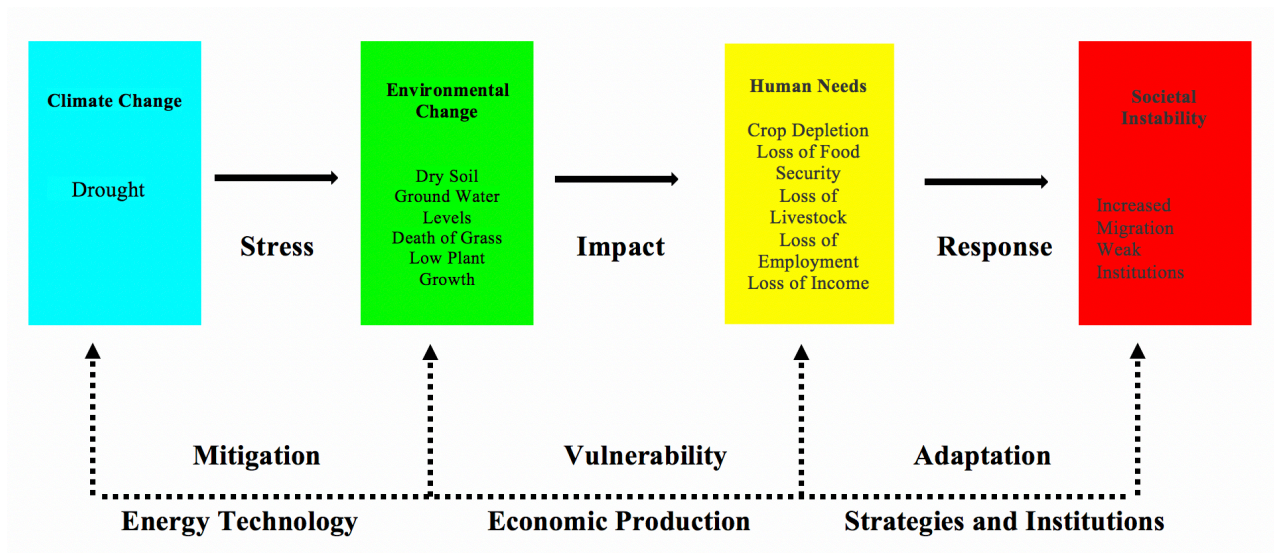 Climate Change
Drought
Environmental
Change
Dry Soil
Ground Water
Levels
Death of Grass
Low Plant
Growth
Human Needs
Crop Depletion
Loss of Food
Security
Loss of
Livestock
Loss of
Employment
Loss of Income
Societal
Instability
Increased
Migration
Weak
Institutions
Stress
Impact
Response
Mitigation
Vulnerability
Adaptation
Energy Technology
Economic Production
Strategies and Institutions